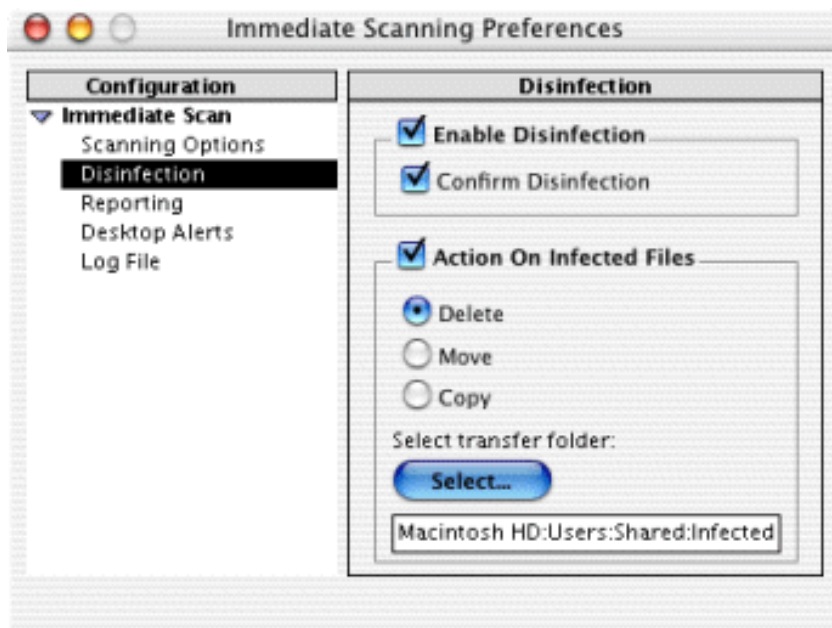 Immediate Scanning Preferences
Configuration
Immediate Scan
Scanning Options
Disinfection
Reporting
Desktop Alerts
Log File
Disinfection
Enable Disinfection
Confirm Disinfection
Action On Infected Files
Delete
Move
Copy
Select transfer folder:
Select...
Macintosh HD:Users:Shared:Infected